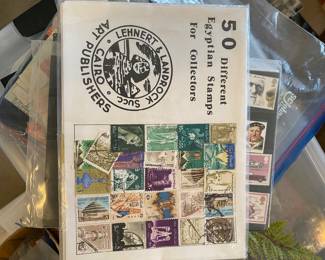 50 Different
Egyptian Stamps
For Collectors
LEHNERT & LANDROCK SUCC.
CAIRO
ART PUBLISHERS